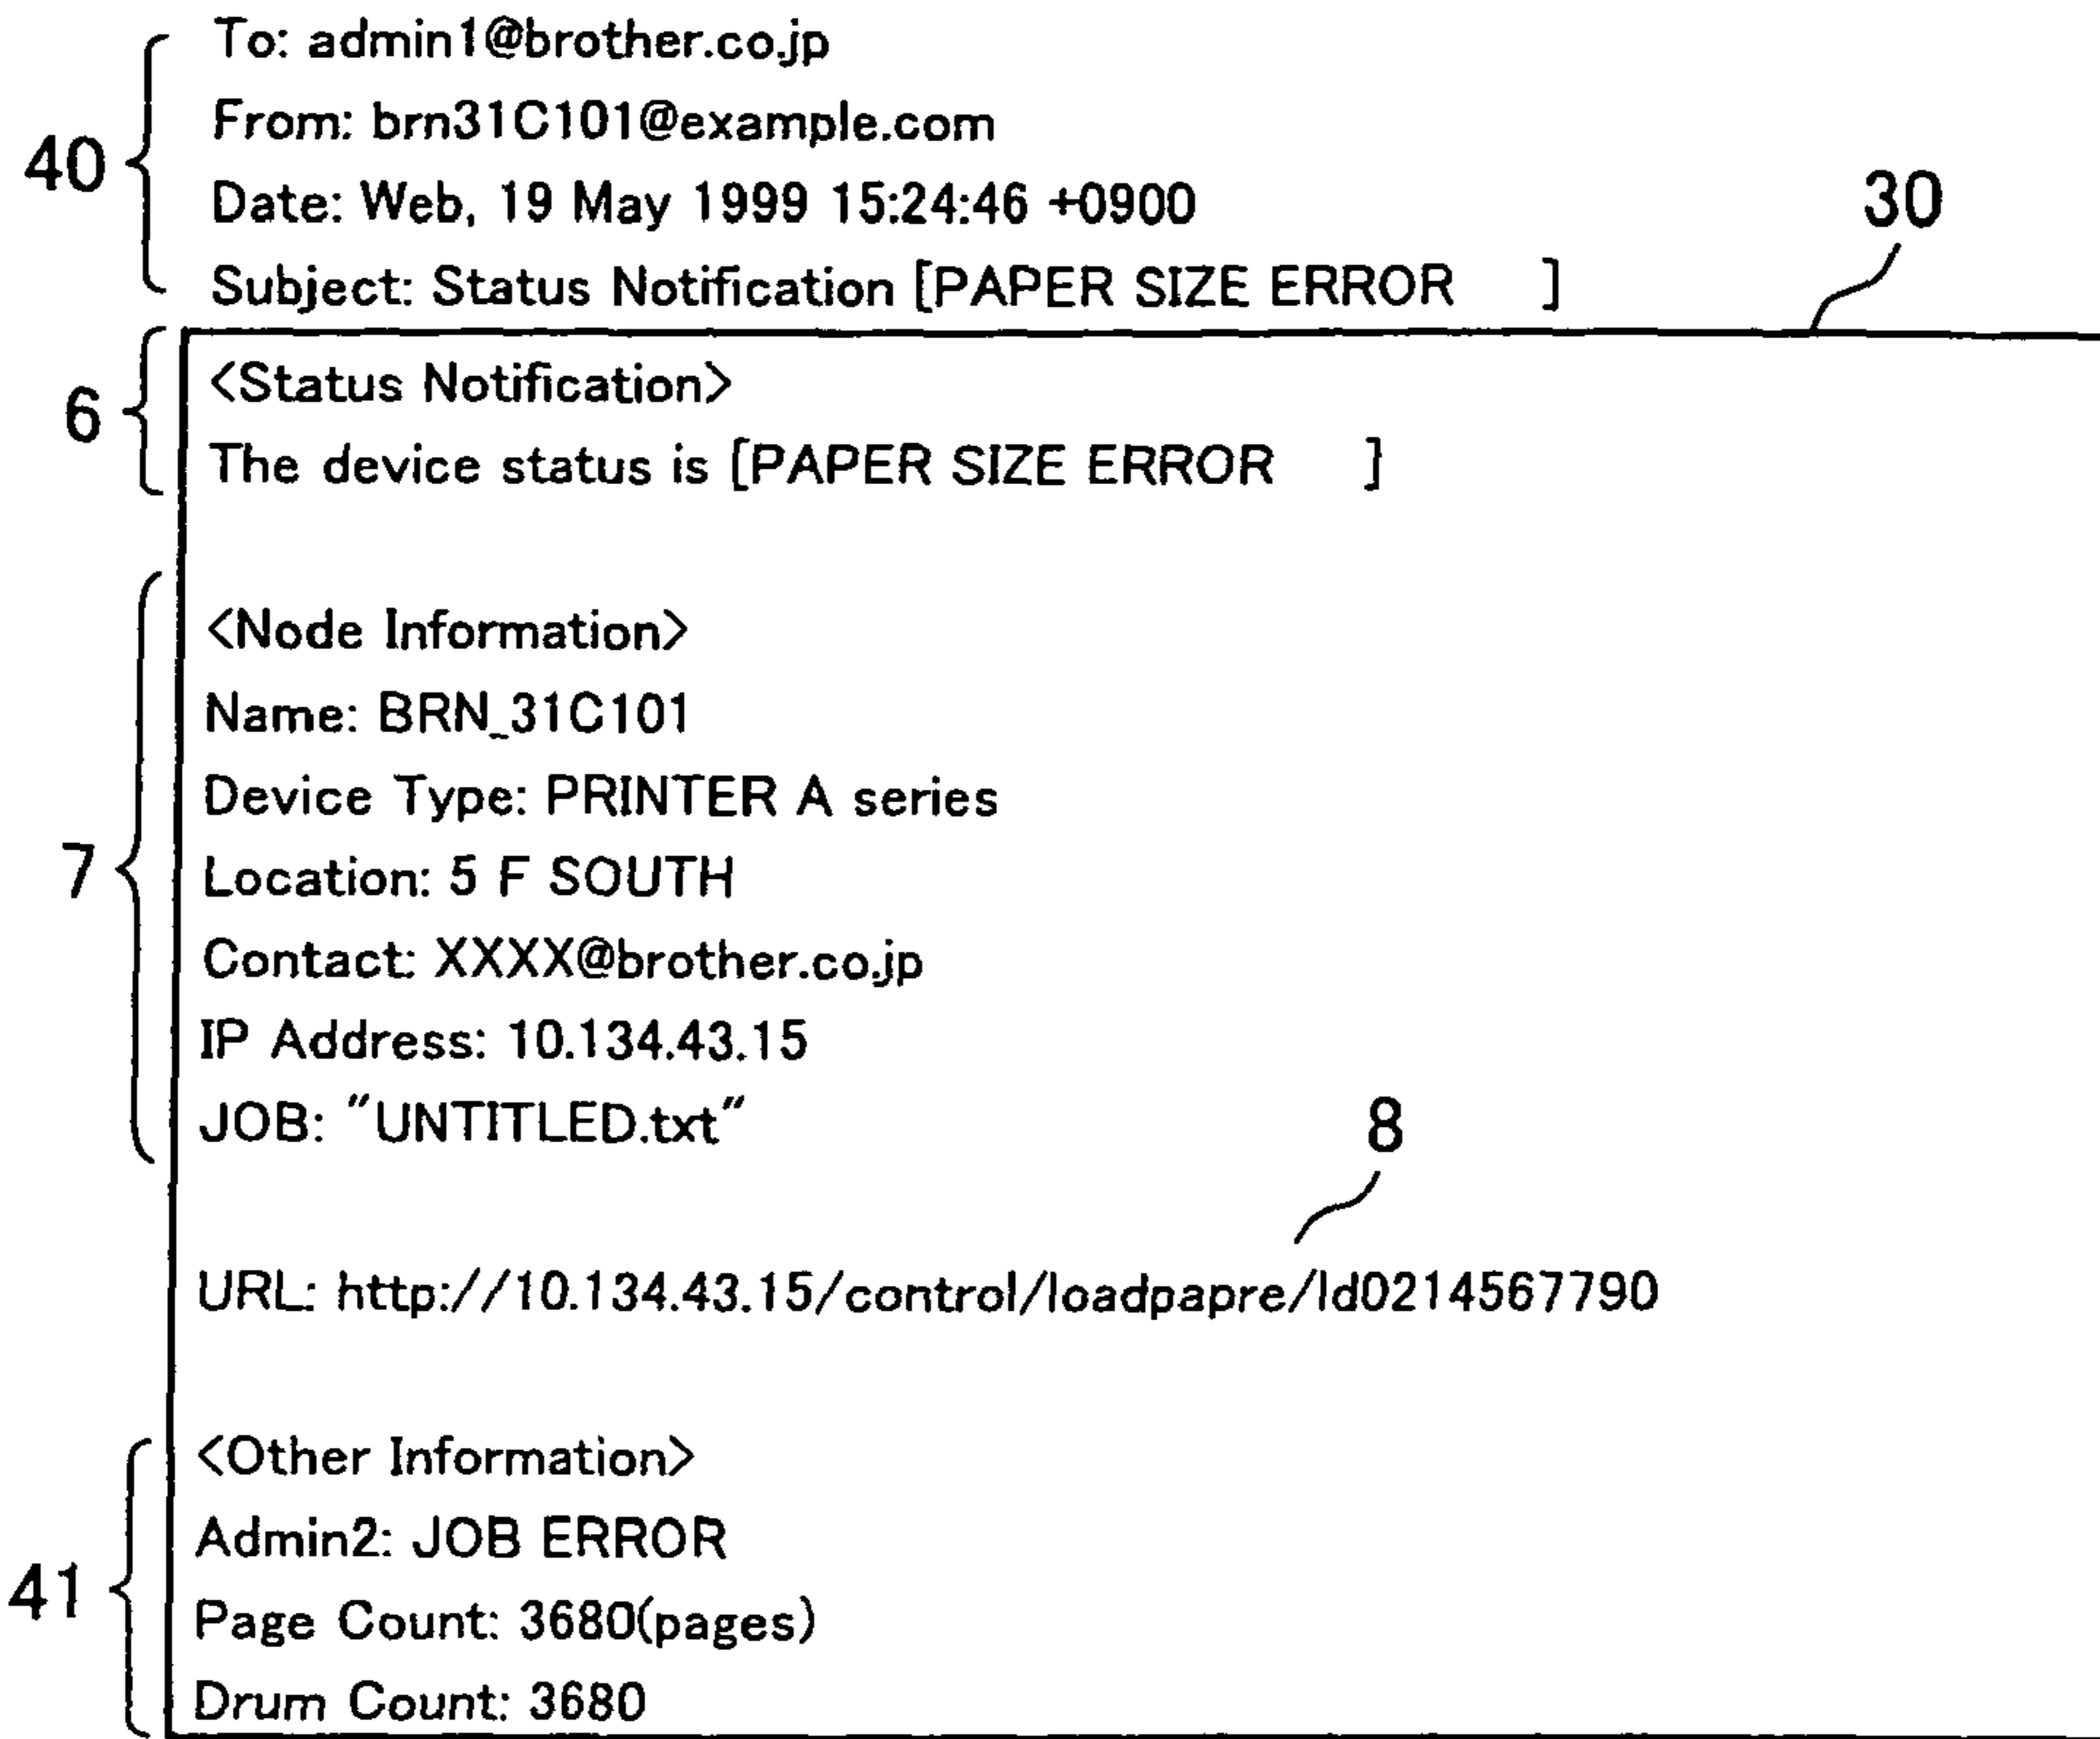 To: admin1@brother.co.jp
From: brn31C101@example.com
40
Date: Web, 19 May 1999 15:24:46 +0900
30
Subject: Status Notification [PAPER SIZE ERROR ]
<Status Notification>
6
The device status is [PAPER SIZE ERROR ]
<Node Information>
Name: BRN_31C101
Device Type: PRINTER A series
7
Location: 5 F SOUTH
Contact: XXXX@brother.co.jp
IP Address: 10.134.43.15
JOB: "UNTITLED.txt"
8
URL: http://10.134.43.15/control/loadpapre/Id0214567790
<Other Information>
Admin2: JOB ERROR
41
Page Count: 3680(pages)
Drum Count: 3680